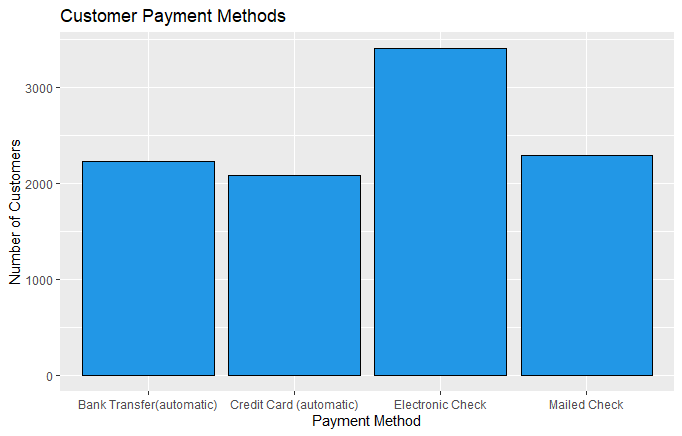 Customer Payment Methods
Number of Customers
3000
2000
1000
0
Bank Transfer(automatic) Credit Card (automatic) Electronic Check Mailed Check
Payment Method